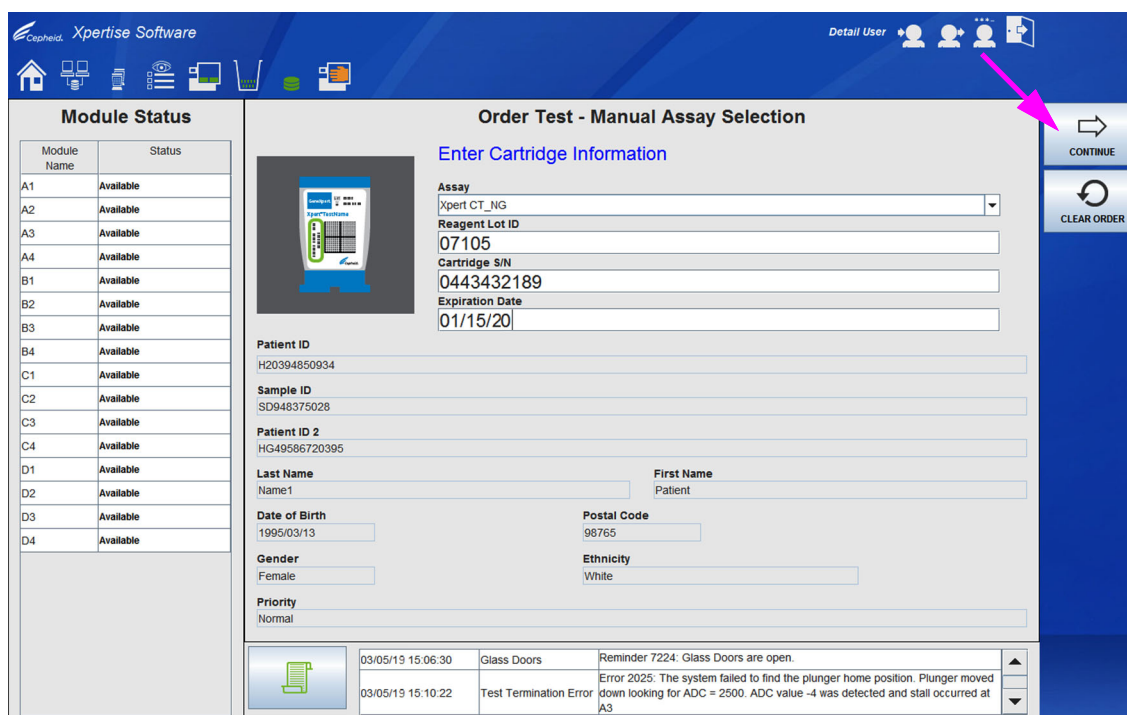 Cepheid. Xpertise Software
Detail User
Module Status
Module Name Status
A1 Available
A2 Available
A3 Available
A4 Available
B1 Available
B2 Available
B3 Available
B4 Available
C1 Available
C2 Available
C3 Available
C4 Available
D1 Available
D2 Available
D3 Available
D4 Available
Order Test - Manual Assay Selection
Enter Cartridge Information
GeneXpert
Xpert®TestName
Cepheid.
Assay
Xpert CT_NG
Reagent Lot ID
07105
Cartridge S/N
0443432189
Expiration Date
01/15/20
Patient ID
H20394850934
Sample ID
SD948375028
Patient ID 2
HG49586720395
Last Name First Name
Name1 Patient
Date of Birth Postal Code
1995/03/13 98765
Gender Ethnicity
Female White
Priority
Normal
03/05/19 15:06:30 Glass Doors Reminder 7224: Glass Doors are open.
03/05/19 15:10:22 Test Termination Error Error 2025: The system failed to find the plunger home position. Plunger moved
down looking for ADC = 2500. ADC value -4 was detected and stall occurred at
A3
CONTINUE
CLEAR ORDER